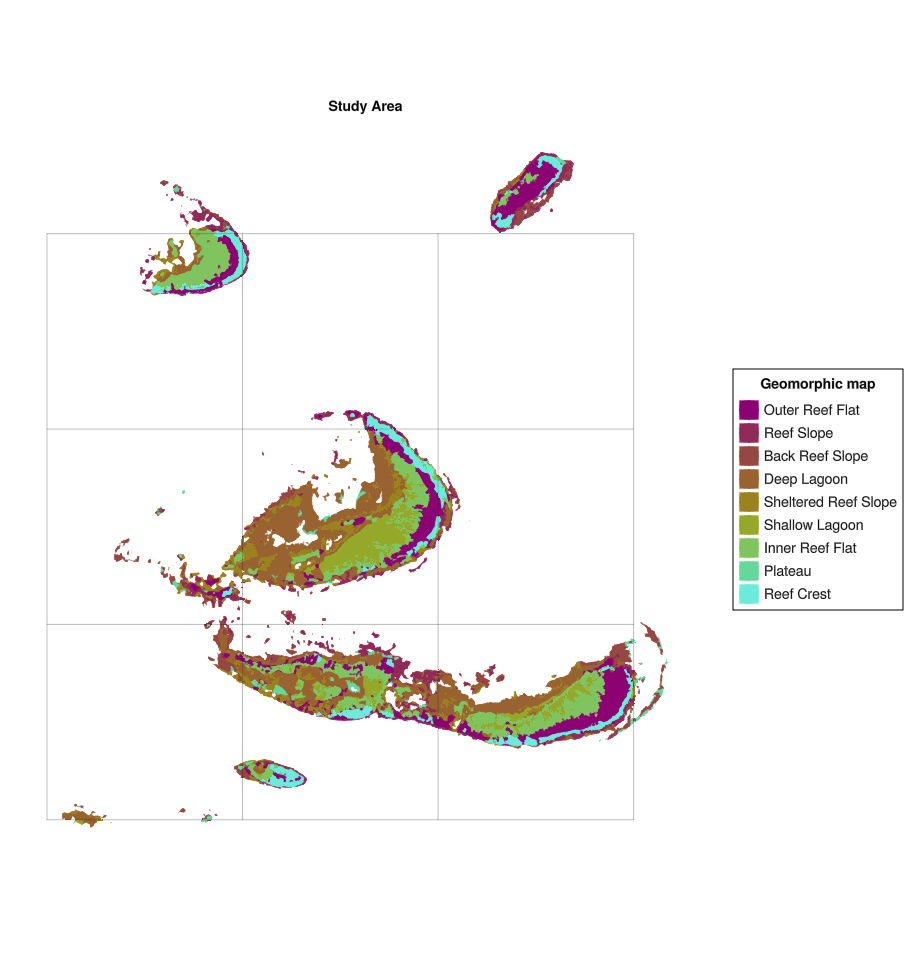 Study Area
Geomorphic map
Outer Reef Flat
Reef Slope
Back Reef Slope
Deep Lagoon
Sheltered Reef Slope
Shallow Lagoon
Inner Reef Flat
Plateau
Reef Crest